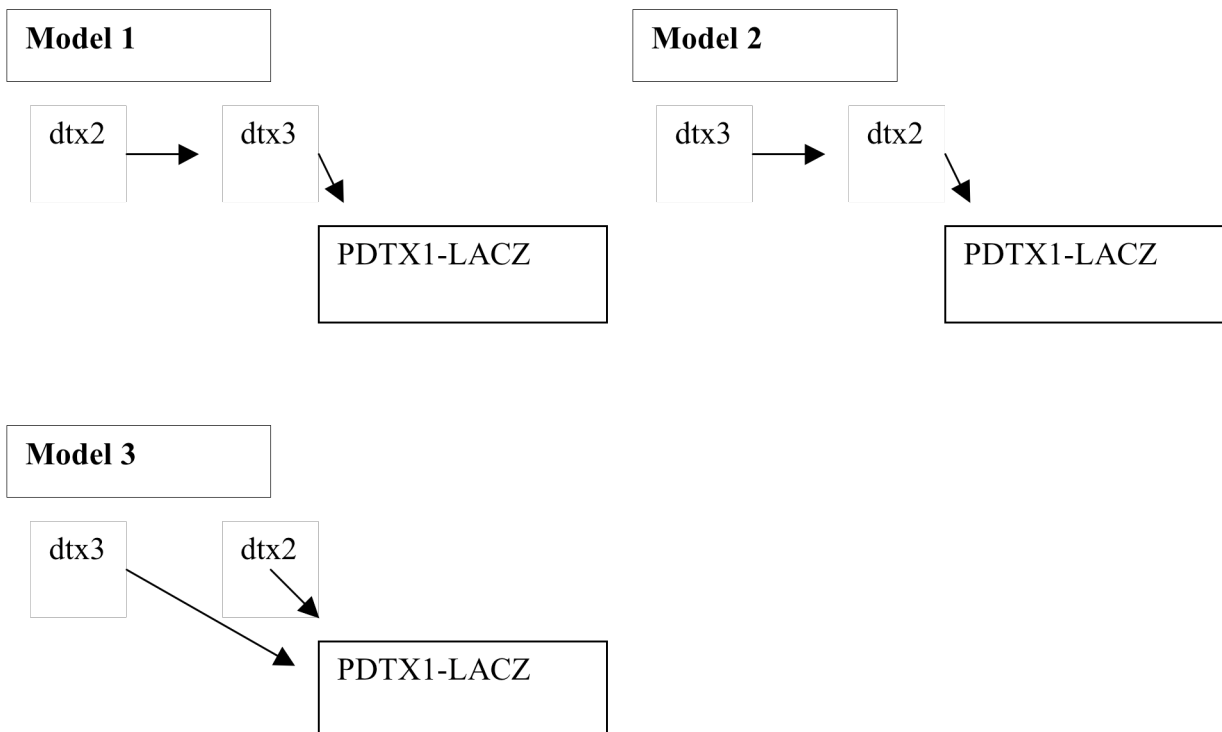 Model 1
dtx2
dtx3
PDTX1-LACZ
Model 2
dtx3
dtx2
PDTX1-LACZ
Model 3
dtx3
dtx2
PDTX1-LACZ